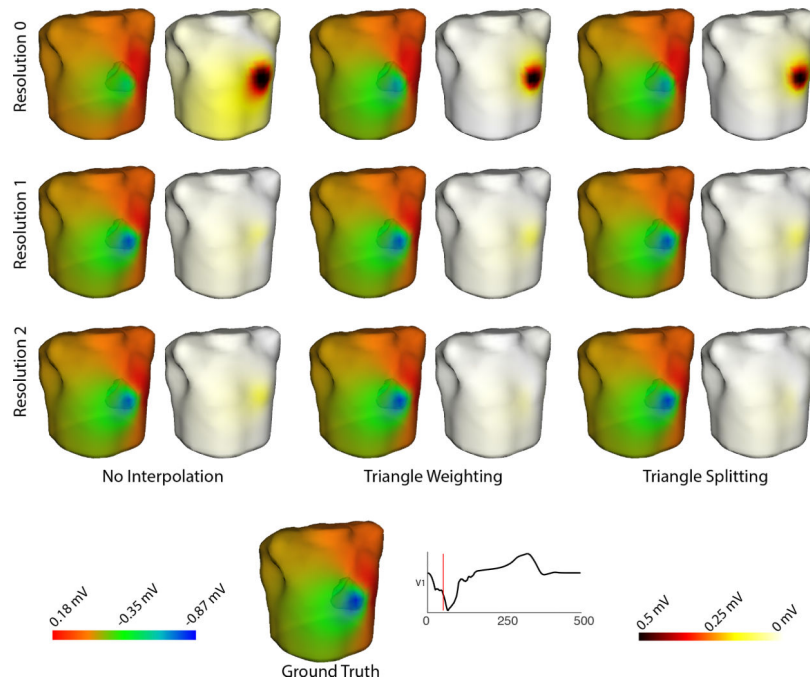 Resolution 0
Resolution 1
Resolution 2
No Interpolation
Triangle Weighting
Triangle Splitting
0.18 mV
-0.35 mV
-0.87 mV
Ground Truth
V1
0
250
500
0.5 mV
0.25 mV
0 mV